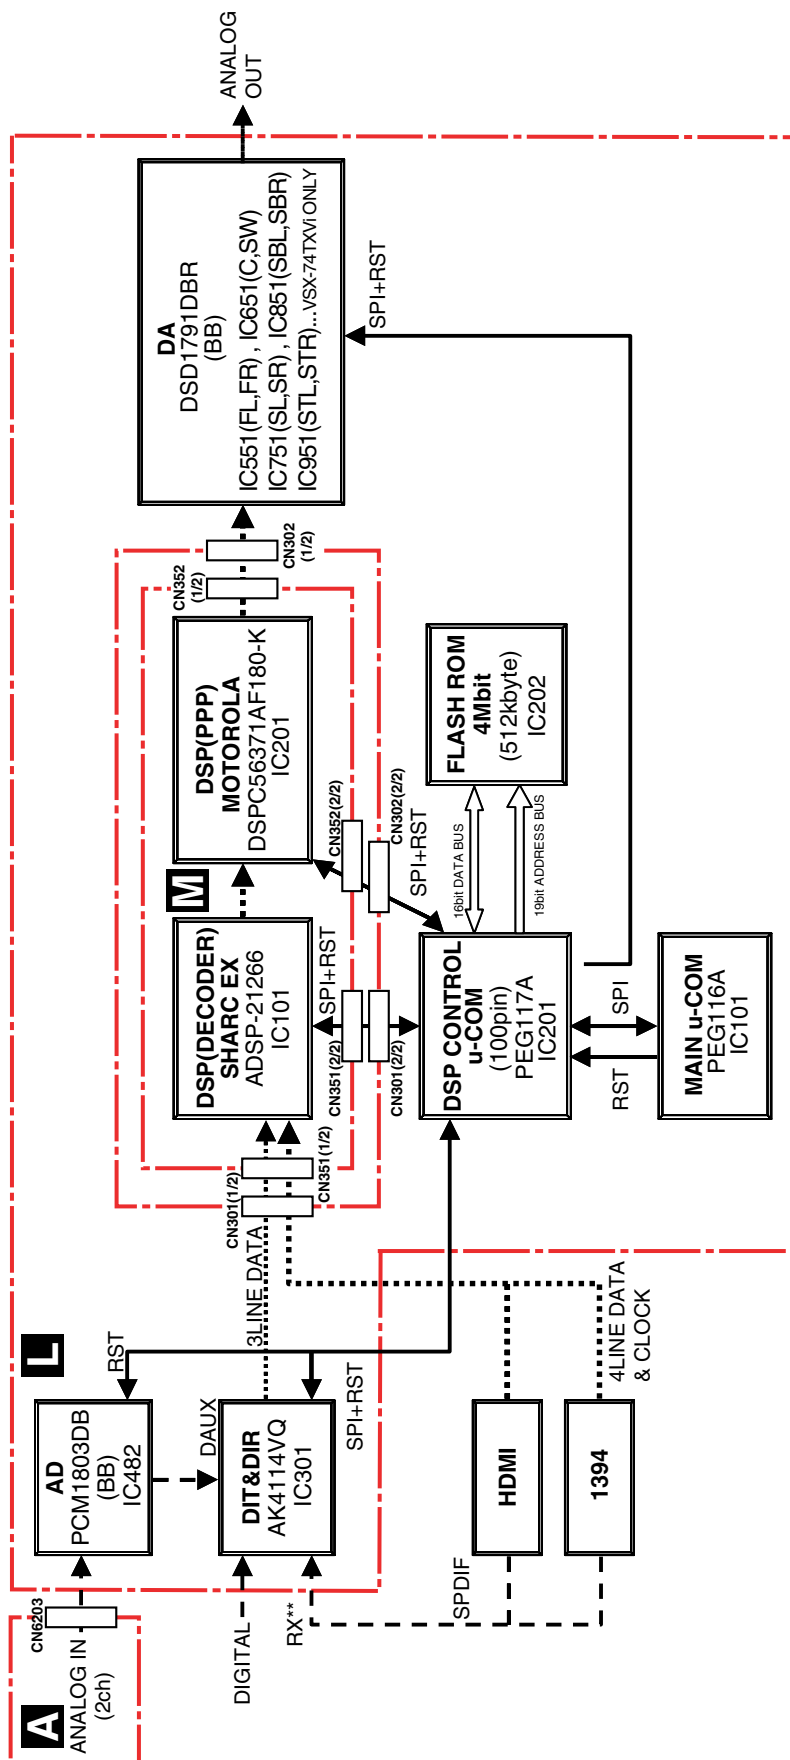 A
ANALOG IN
(2ch)
CN6203
L
AD
PCM1803DB
(BB)
IC482
RST
DAUX
DIGITAL
DIT&DIR
AK4114VQ
IC301
3LINE DATA
SPI+RST
RX**
SPDIF
HDMI
1394
4LINE DATA
& CLOCK
CN301(1/2)
CN351(1/2)
M
DSP(DECODER)
SHARC EX
ADSP-21266
IC101
SPI+RST
CN351(2/2)
CN301(2/2)
DSP(PPP)
MOTOROLA
DSPC56371AF180-K
IC201
CN352(2/2)
CN302(2/2)
SPI+RST
CN352
(1/2)
CN302
(1/2)
DSP CONTROL
u-COM
(100pin)
PEG117A
IC201
16bit DATA BUS
19bit ADDRESS BUS
FLASH ROM
4Mbit
(512kbyte)
IC202
RST
SPI
MAIN u-COM
PEG116A
IC101
DA
DSD1791DBR
(BB)
IC551(FL,FR) , IC651(C,SW)
IC751(SL,SR) , IC851(SBL,SBR)
IC951(STL,STR)...VSX-74TXVi ONLY
SPI+RST
ANALOG
OUT